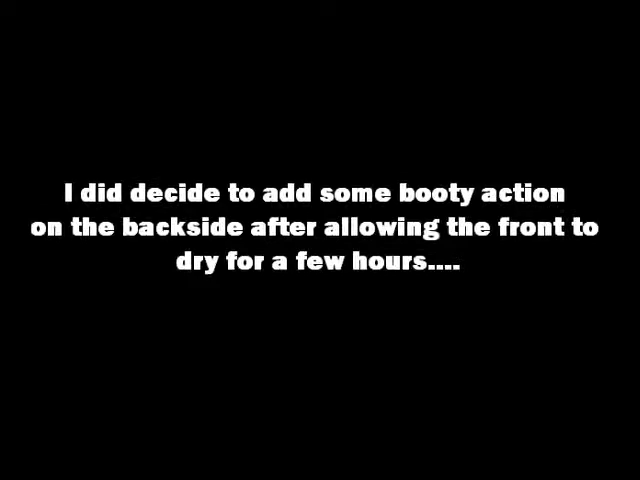 I did decide to add some booty action
on the backside after allowing the front to
dry for a few hours....